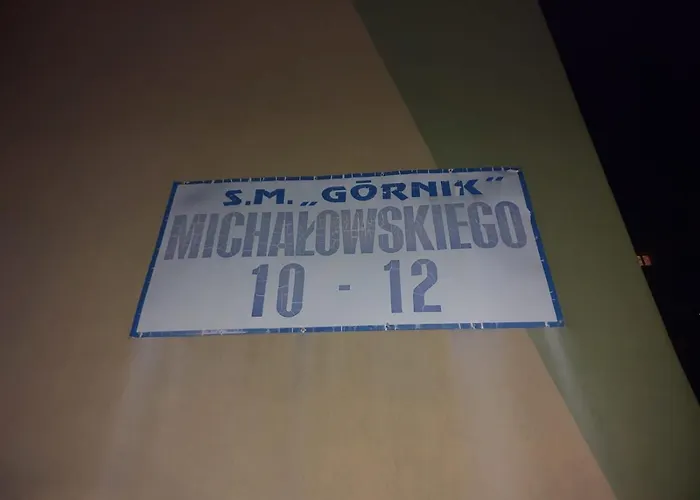 S.M. „GÓRNIK”
MICHAŁOWSKIEGO
10 - 12